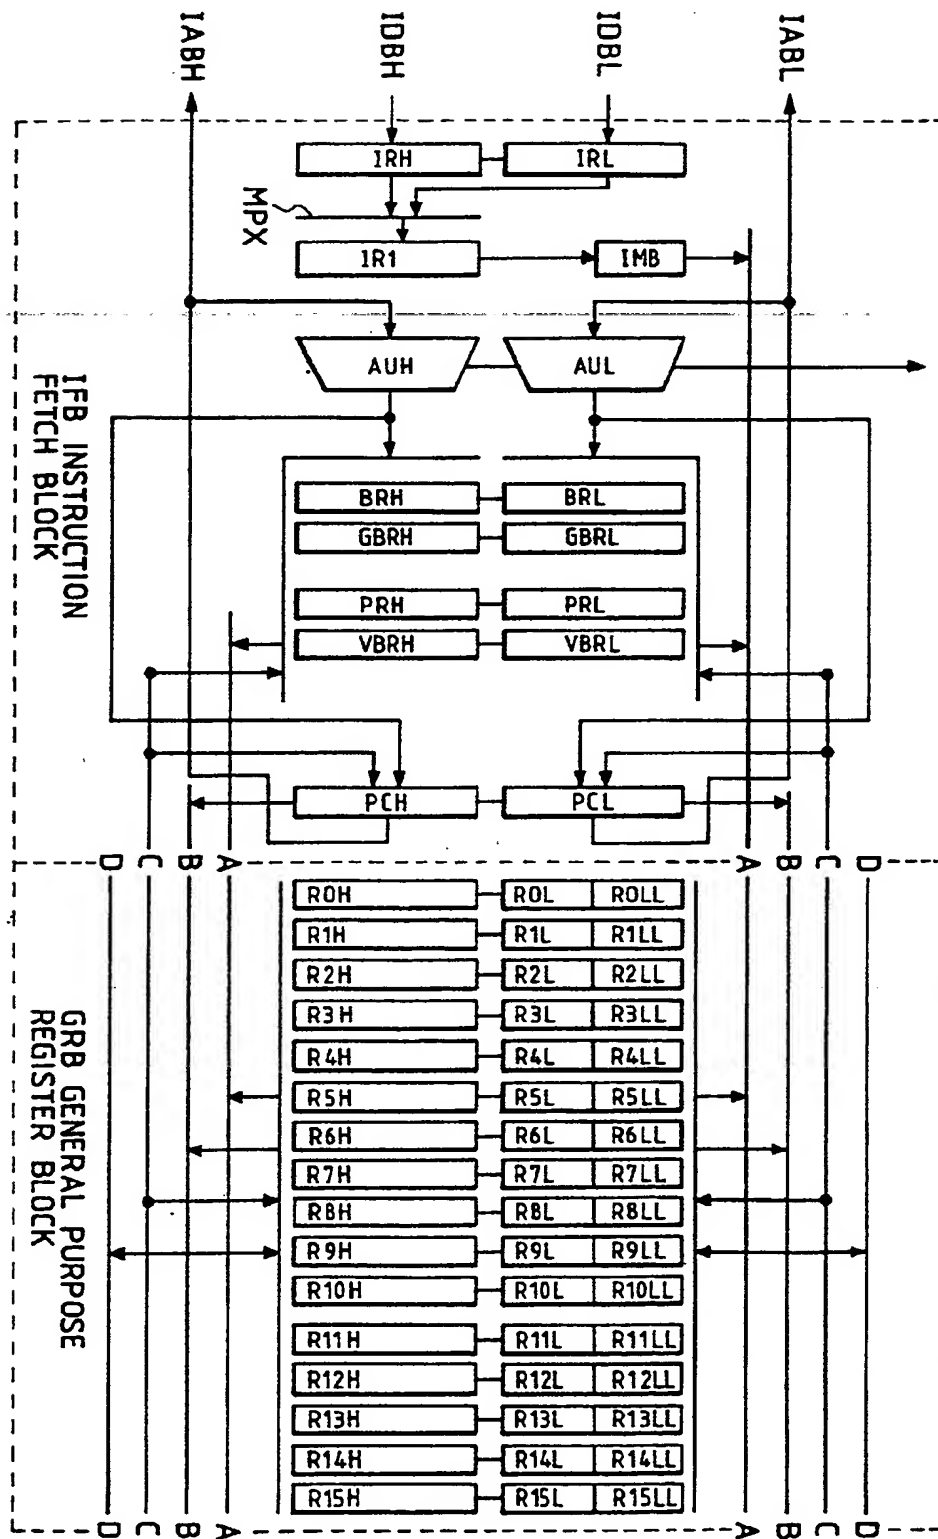 IABH
IDBH
IDBL
IABL
IRH IRL
MPX
IR1 IMB
AUH AUL
IFB INSTRUCTION
FETCH BLOCK
BRH BRL
GBRH GBRL
PRH PRL
VBRH VBRL
PCH PCL
D C B A A B C D
R0H R0L R0LL
R1H R1L R1LL
R2H R2L R2LL
R3H R3L R3LL
R4H R4L R4LL
R5H R5L R5LL
R6H R6L R6LL
R7H R7L R7LL
R8H R8L R8LL
R9H R9L R9LL
R10H R10L R10LL
R11H R11L R11LL
R12H R12L R12LL
R13H R13L R13LL
R14H R14L R14LL
R15H R15L R15LL
GRB GENERAL PURPOSE
REGISTER BLOCK
D C B A A B C D